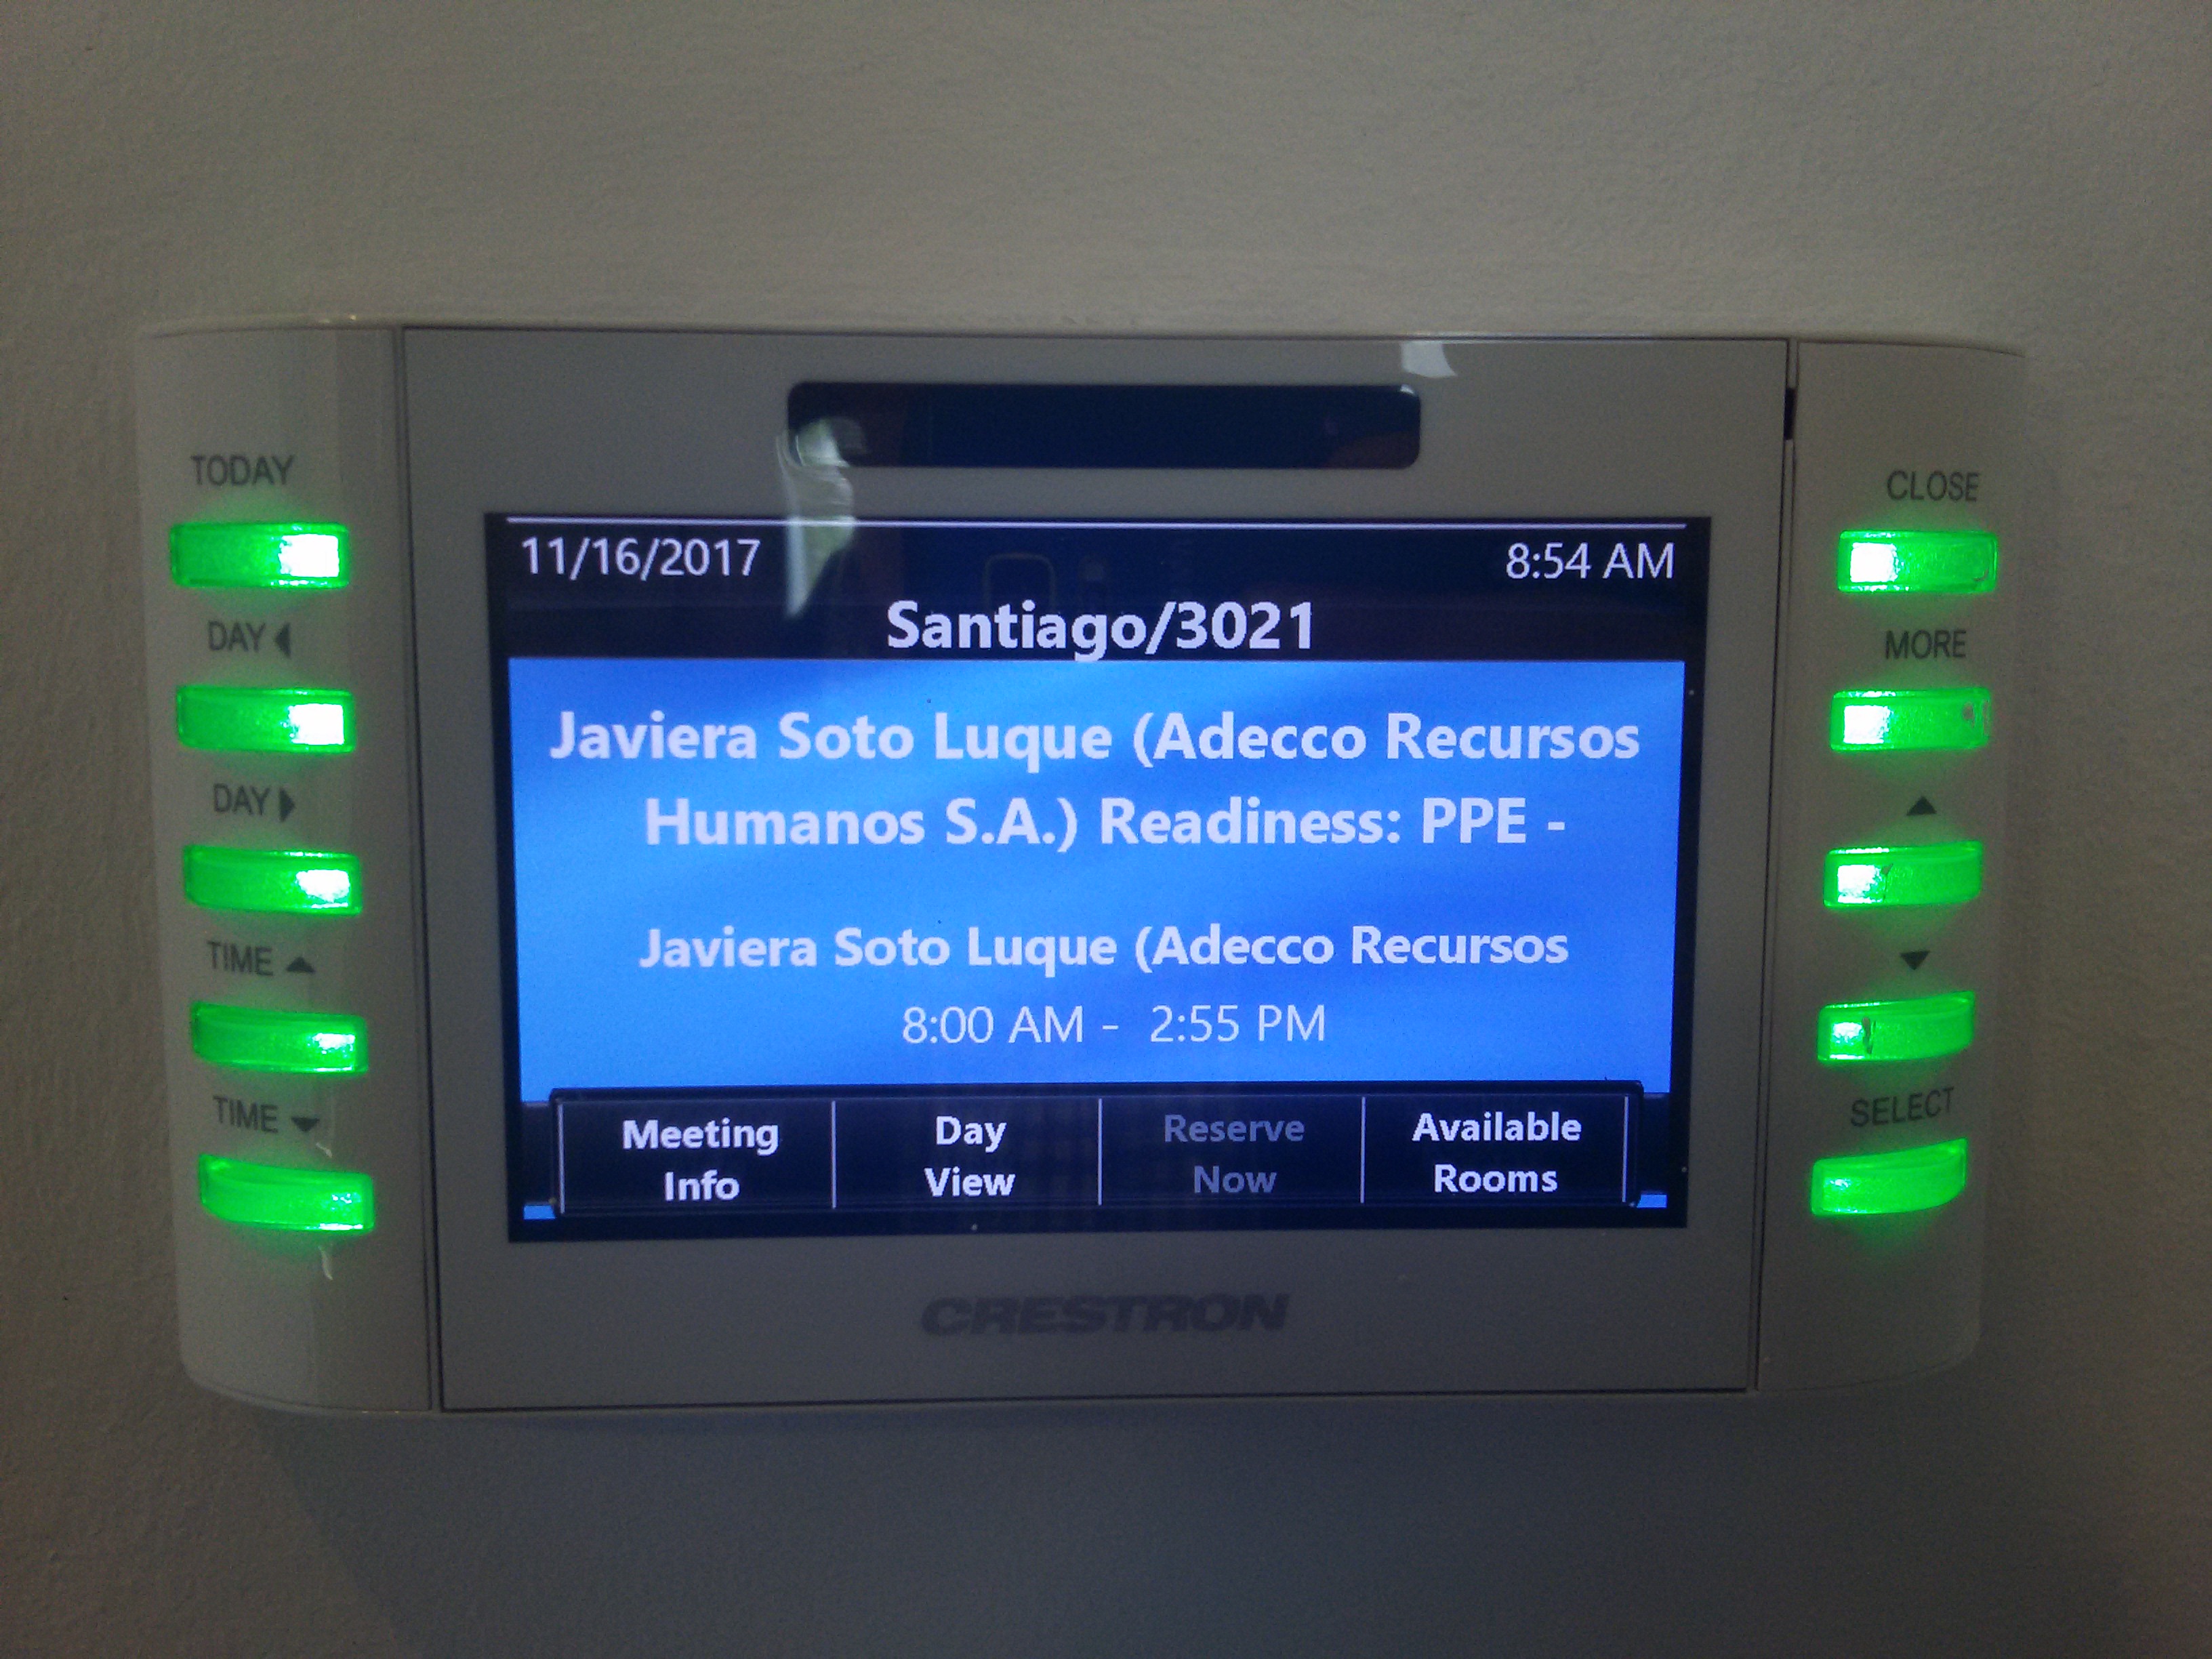 TODAY
DAY
DAY
TIME
TIME
11/16/2017 8:54 AM
Santiago/3021
Javiera Soto Luque (Adecco Recursos
Humanos S.A.) Readiness: PPE -
Javiera Soto Luque (Adecco Recursos
8:00 AM - 2:55 PM
Meeting
Info
Day
View
Reserve
Now
Available
Rooms
CRESTRON
CLOSE
MORE
SELECT